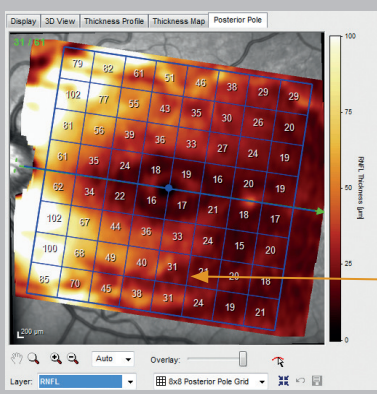 Display 3D View Thickness Profile Thickness Map Posterior Pole
79 82 61 51 46 38 29 29
102 77 55 43 35 30 26 20
81 56 39 36 33 27 24 19
61 35 24 18 19 16 20 19
62 34 22 16 17 21 18 17
102 67 44 36 33 24 15 20
100 68 49 40 31 20 18
85 70 45 38 31 24 19 21
200 µm
100
75
50
25
0
RNFL Thickness [µm]
Auto Overlay:
Layer: RNFL 8x8 Posterior Pole Grid